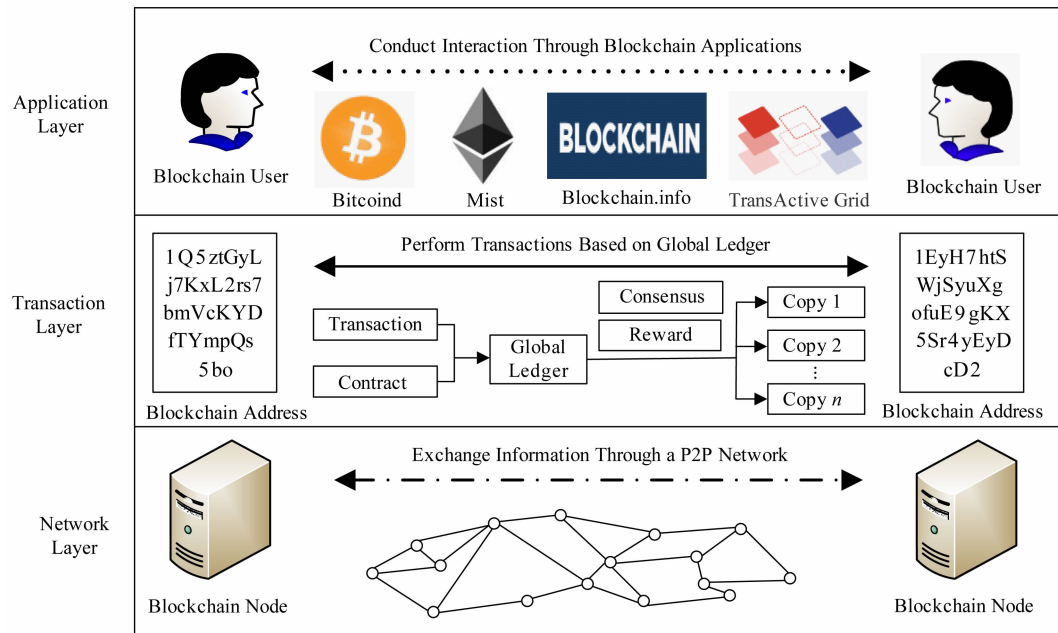 Application
Layer
Conduct Interaction Through Blockchain Applications
BLOCKCHAIN
Blockchain User
Bitcoind
Mist
Blockchain.info
TransActive Grid
Blockchain User
Transaction
Layer
1Q5ztGyL
j7KxL2rs7
bmVcKYD
fTYmpQs
5bo
Blockchain Address
Perform Transactions Based on Global Ledger
Transaction
Contract
Global
Ledger
Consensus
Reward
Copy 1
Copy 2
⋮
Copy n
1EyH7htS
WjSyuXg
ofuE9gKX
5Sr4yEyD
cD2
Blockchain Address
Network
Layer
Exchange Information Through a P2P Network
Blockchain Node
Blockchain Node